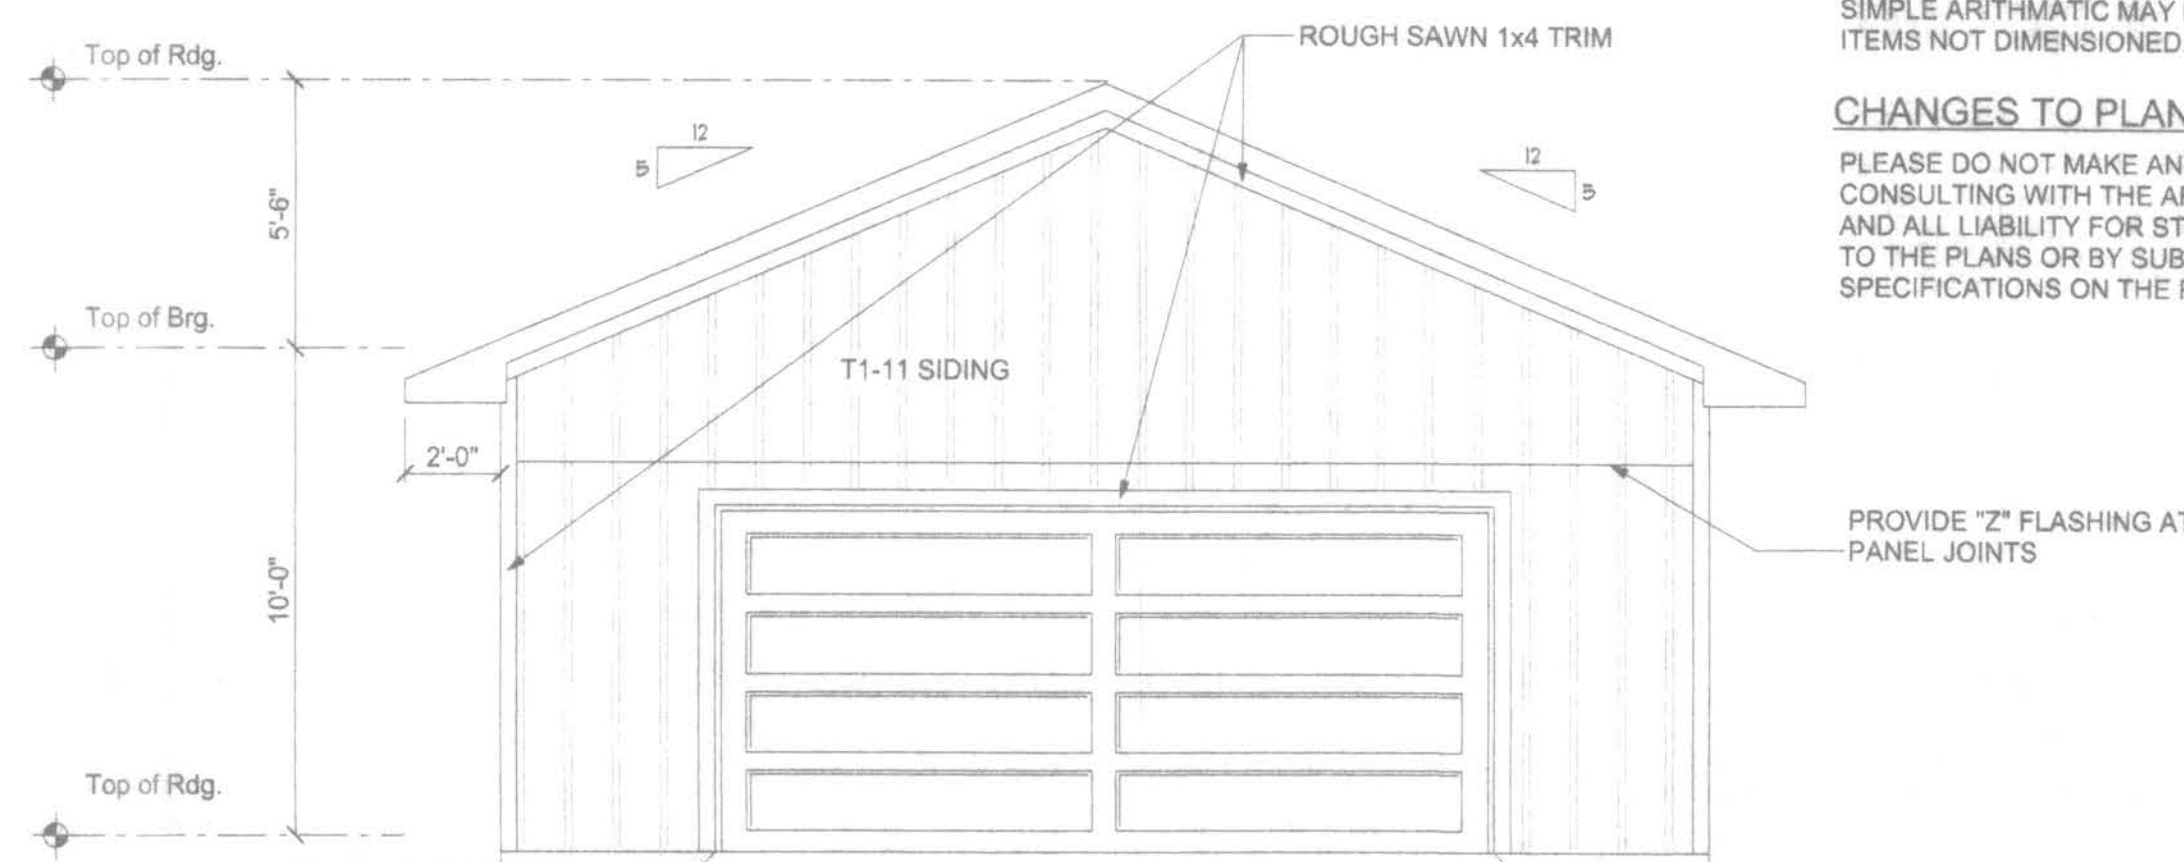 SIMPLE ARITHMATIC MAY
ITEMS NOT DIMENSIONED
CHANGES TO PLAN
PLEASE DO NOT MAKE AN
CONSULTING WITH THE
AND ALL LIABILITY FOR ST
TO THE PLANS OR BY SUB
SPECIFICATIONS ON THE
ROUGH SAWN 1x4 TRIM
Top of Rdg.
12
5
12
5
5'-6"
Top of Brg.
T1-11 SIDING
2'-0"
PROVIDE "Z" FLASHING AT
PANEL JOINTS
10'-0"
Top of Rdg.